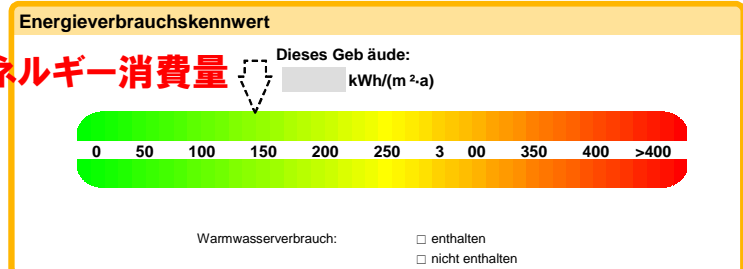 Energieverbrauchskennwert
ネルギー消費量
Dieses Geb äude:
kWh/(m ²·a)
0 50 100 150 200 250 3 00 350 400 >400
Warmwasserverbrauch: □ enthalten
□ nicht enthalten